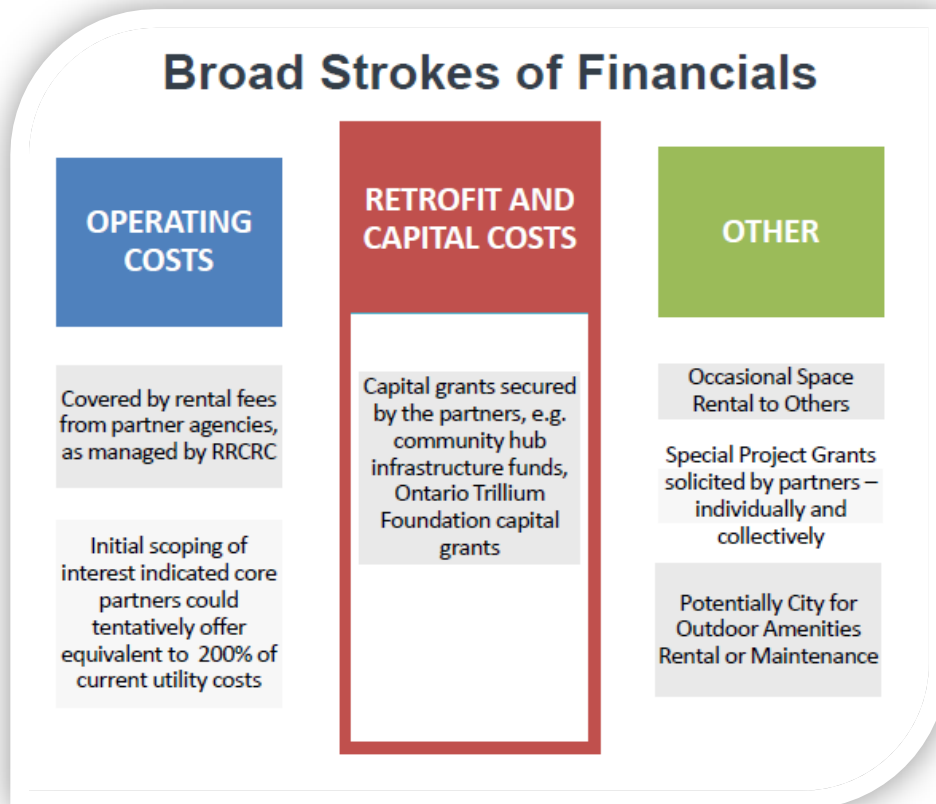 Broad Strokes of Financials
OPERATING
COSTS
Covered by rental fees
from partner agencies,
as managed by RRCRC
Initial scoping of
interest indicated core
partners could
tentatively offer
equivalent to 200% of
current utility costs
RETROFIT AND
CAPITAL COSTS
Capital grants secured
by the partners, e.g.
community hub
infrastructure funds,
Ontario Trillium
Foundation capital
grants
OTHER
Occasional Space
Rental to Others
Special Project Grants
solicited by partners –
individually and
collectively
Potentially City for
Outdoor Amenities
Rental or Maintenance